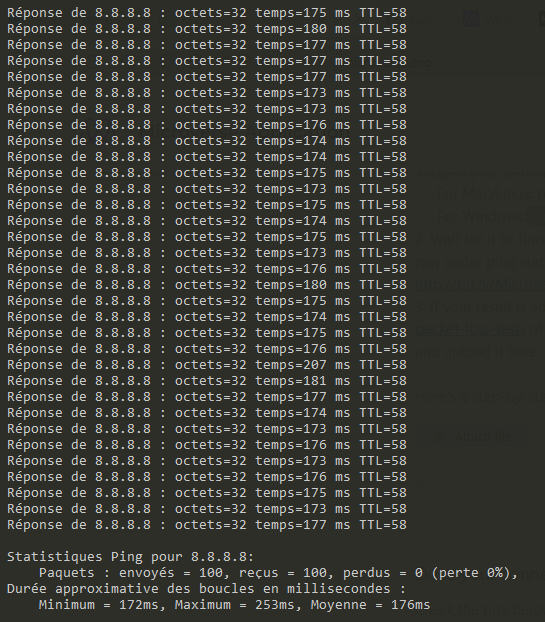 Réponse de 8.8.8.8 : octets=32 temps=175 ms TTL=58
Réponse de 8.8.8.8 : octets=32 temps=180 ms TTL=58
Réponse de 8.8.8.8 : octets=32 temps=177 ms TTL=58
Réponse de 8.8.8.8 : octets=32 temps=177 ms TTL=58
Réponse de 8.8.8.8 : octets=32 temps=177 ms TTL=58
Réponse de 8.8.8.8 : octets=32 temps=173 ms TTL=58
Réponse de 8.8.8.8 : octets=32 temps=173 ms TTL=58
Réponse de 8.8.8.8 : octets=32 temps=176 ms TTL=58
Réponse de 8.8.8.8 : octets=32 temps=174 ms TTL=58
Réponse de 8.8.8.8 : octets=32 temps=174 ms TTL=58
Réponse de 8.8.8.8 : octets=32 temps=175 ms TTL=58
Réponse de 8.8.8.8 : octets=32 temps=173 ms TTL=58
Réponse de 8.8.8.8 : octets=32 temps=175 ms TTL=58
Réponse de 8.8.8.8 : octets=32 temps=174 ms TTL=58
Réponse de 8.8.8.8 : octets=32 temps=175 ms TTL=58
Réponse de 8.8.8.8 : octets=32 temps=173 ms TTL=58
Réponse de 8.8.8.8 : octets=32 temps=176 ms TTL=58
Réponse de 8.8.8.8 : octets=32 temps=180 ms TTL=58
Réponse de 8.8.8.8 : octets=32 temps=175 ms TTL=58
Réponse de 8.8.8.8 : octets=32 temps=174 ms TTL=58
Réponse de 8.8.8.8 : octets=32 temps=175 ms TTL=58
Réponse de 8.8.8.8 : octets=32 temps=176 ms TTL=58
Réponse de 8.8.8.8 : octets=32 temps=207 ms TTL=58
Réponse de 8.8.8.8 : octets=32 temps=181 ms TTL=58
Réponse de 8.8.8.8 : octets=32 temps=177 ms TTL=58
Réponse de 8.8.8.8 : octets=32 temps=174 ms TTL=58
Réponse de 8.8.8.8 : octets=32 temps=173 ms TTL=58
Réponse de 8.8.8.8 : octets=32 temps=176 ms TTL=58
Réponse de 8.8.8.8 : octets=32 temps=173 ms TTL=58
Réponse de 8.8.8.8 : octets=32 temps=176 ms TTL=58
Réponse de 8.8.8.8 : octets=32 temps=175 ms TTL=58
Réponse de 8.8.8.8 : octets=32 temps=173 ms TTL=58
Réponse de 8.8.8.8 : octets=32 temps=177 ms TTL=58
Statistiques Ping pour 8.8.8.8:
Paquets : envoyés = 100, reçus = 100, perdus = 0 (perte 0%),
Durée approximative des boucles en millisecondes :
Minimum = 172ms, Maximum = 253ms, Moyenne = 176ms